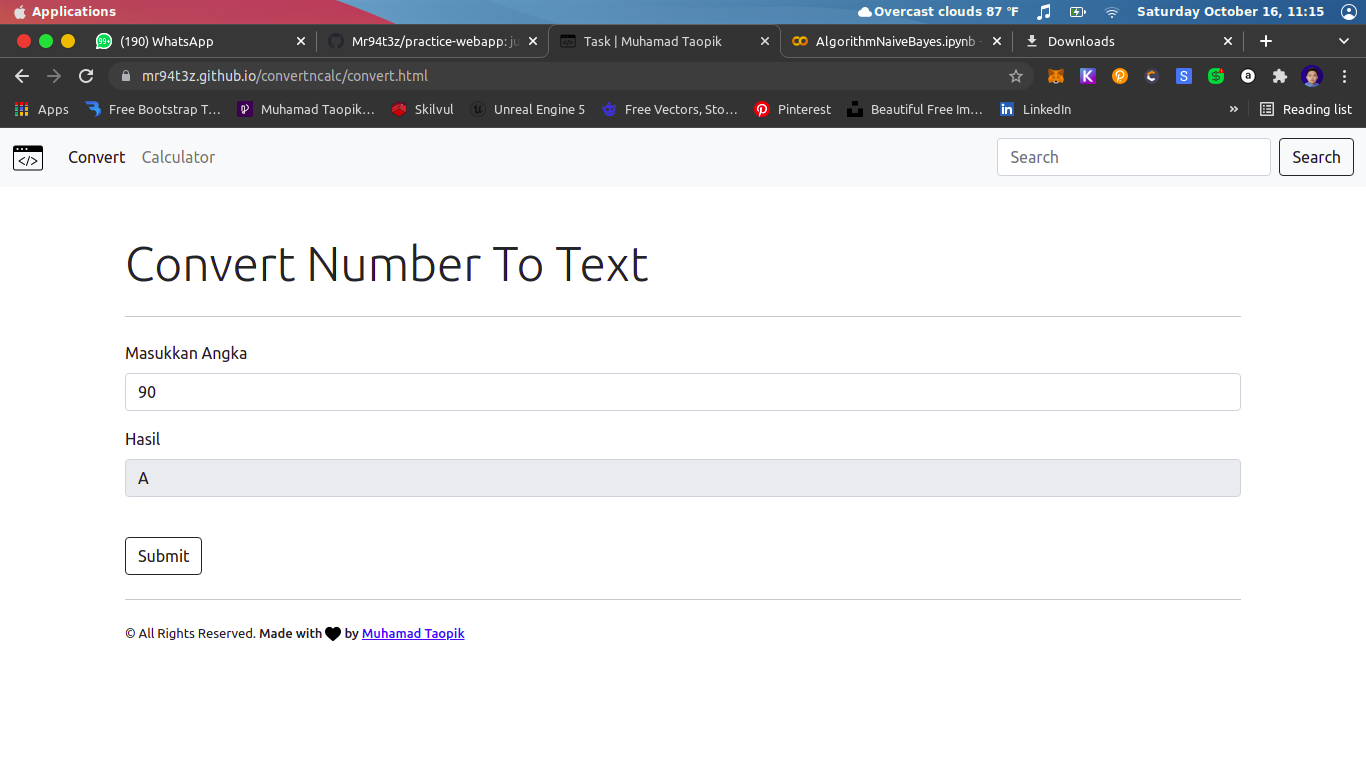 Applications
Overcast clouds 87 °F
Saturday October 16, 11:15
(190) WhatsApp
Mr94t3z/practice-webapp: ju
Task | Muhamad Taopik
AlgorithmNaiveBayes.ipynb -
Downloads
mr94t3z.github.io/convertncalc/convert.html
Apps
Free Bootstrap T...
Muhamad Taopik...
Skilvul
Unreal Engine 5
Free Vectors, Sto...
Pinterest
Beautiful Free Im...
LinkedIn
»
Reading list
</>
Convert
Calculator
Search
Search
Convert Number To Text
Masukkan Angka
90
Hasil
A
Submit
© All Rights Reserved. Made with by Muhamad Taopik